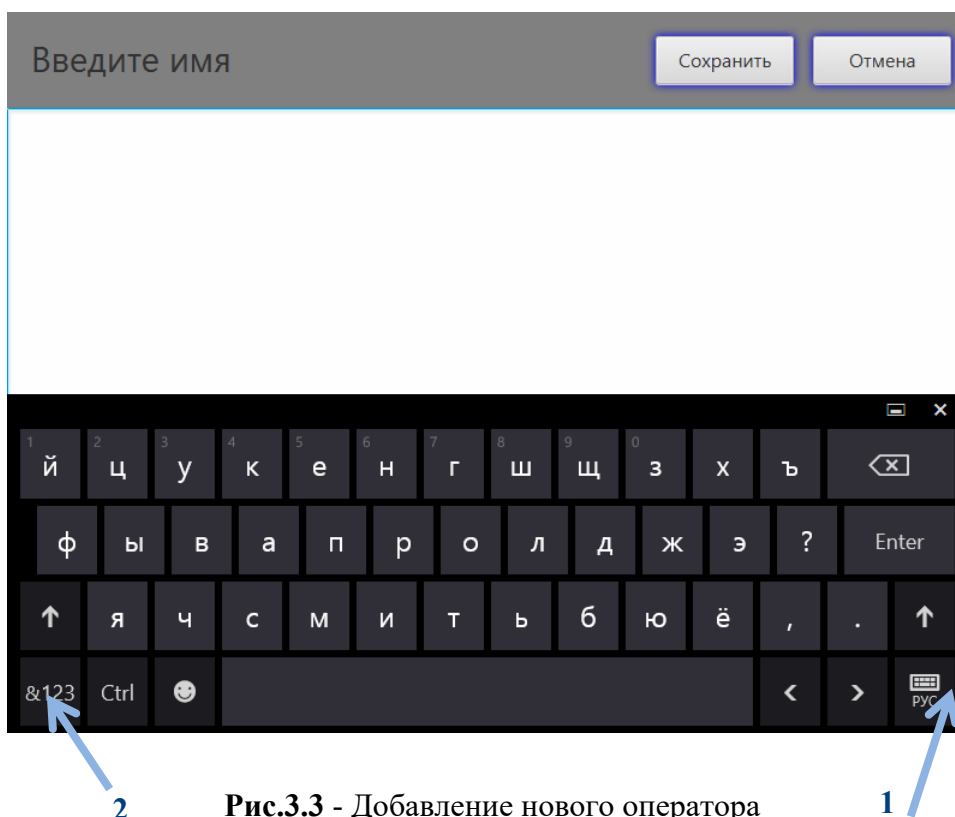 Введите имя Сохранить Отмена
1 й 2 ц 3 у 4 к 5 е 6 н 7 г 8 ш 9 щ 0 з х ъ
ф ы в а п р о л д ж э ? Enter
я ч с м и т ь б ю ё , .
&123 Ctrl < > РУС
2 Рис.3.3 - Добавление нового оператора 1